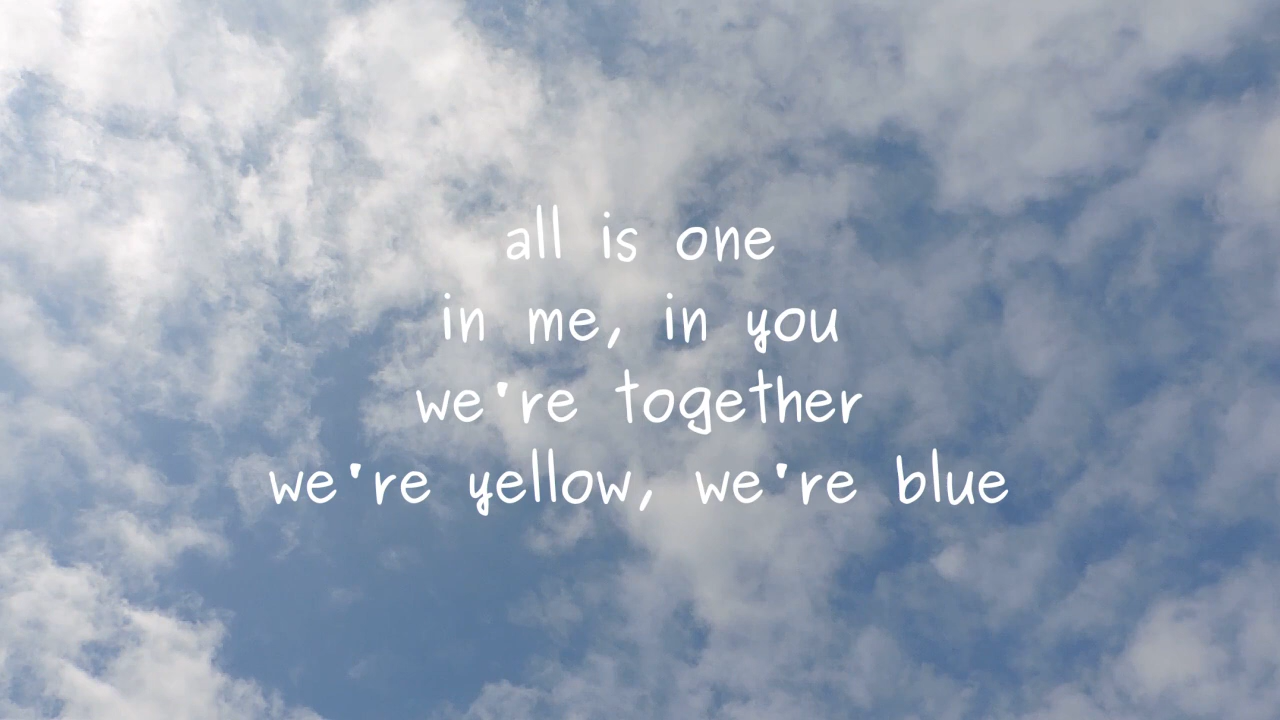 all is one
in me, in you
we're together
we're yellow, we're blue